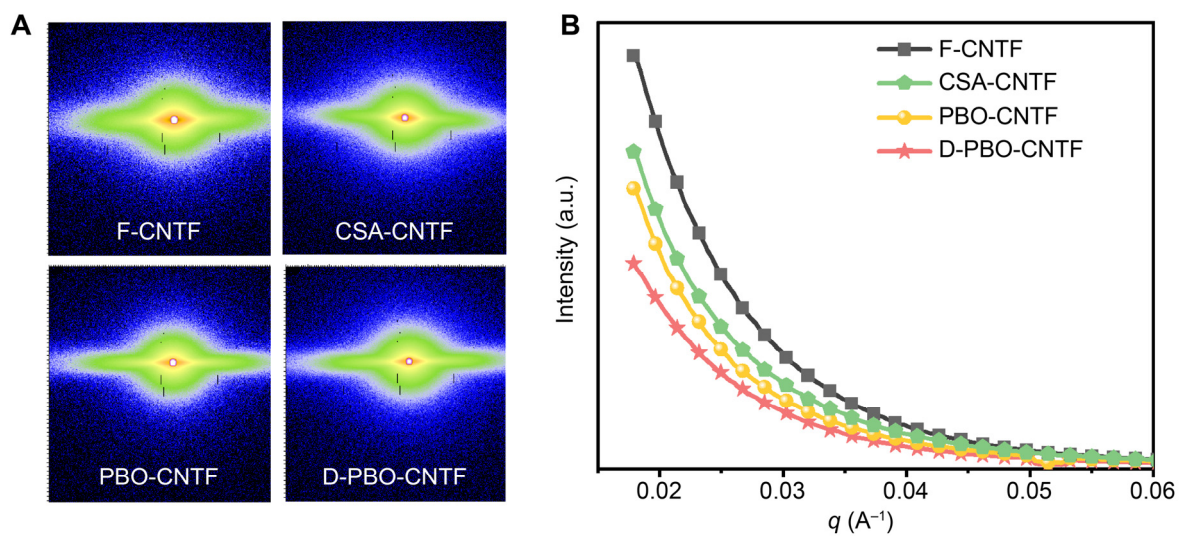 A
F-CNTF
CSA-CNTF
PBO-CNTF
D-PBO-CNTF
B
F-CNTF
CSA-CNTF
PBO-CNTF
D-PBO-CNTF
Intensity (a.u.)
0.02 0.03 0.04 0.05 0.06
q (A⁻¹)